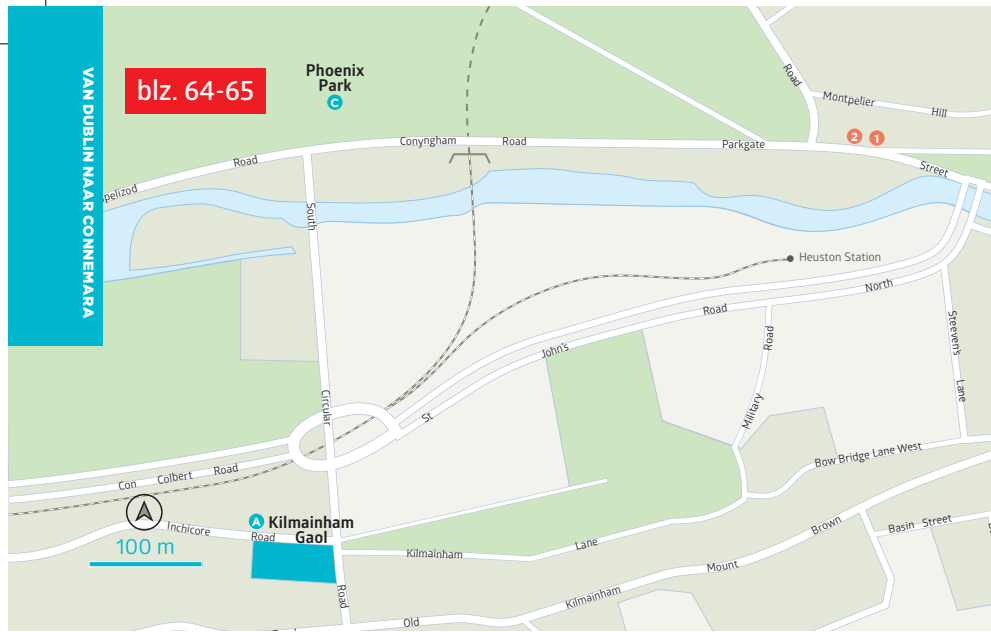 VAN DUBLIN NAAR CONNEMARA
blz. 64-65
Phoenix
Park
C
Road
Montpelier
Hill
2
1
Conyngham
Road
Parkgate
Street
Road
South
Heuston Station
North
Road
Road
Steeven's
Lane
John's
St
Military
Circular
Bow Bridge Lane West
Con
Colbert
Road
Inchicore
Road
A
Kilmainham
Gaol
100 m
Kilmainham
Lane
Brown
Basin
Street
Mount
Kilmainham
Road
Old